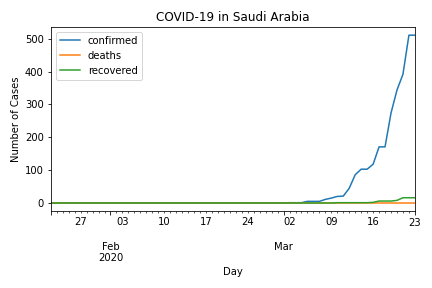 COVID-19 in Saudi Arabia
confirmed
deaths
recovered
Number of Cases
500
400
300
200
100
0
27 03 10 17 24 02 09 16 23
Feb Mar
2020
Day